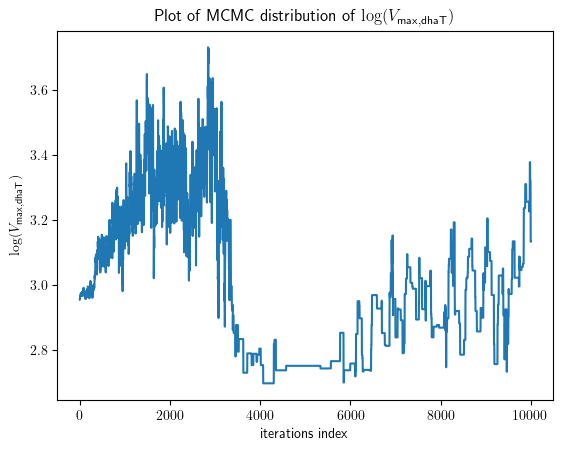 Plot of MCMC distribution of log(V_max,dhaT)
log(V_max,dhaT)
3.6
3.4
3.2
3.0
2.8
0 2000 4000 6000 8000 10000
iterations index